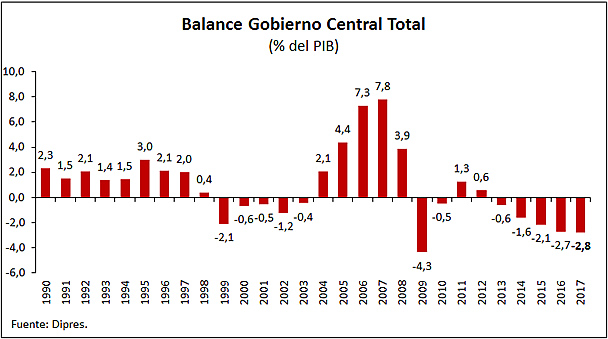 Balance Gobierno Central Total
(% del PIB)
10,0
8,0
6,0
4,0
2,0
0,0
-2,0
-4,0
-6,0
2,3 1,5 2,1 1,4 1,5 3,0 2,1 2,0 0,4 -2,1 -0,6 -0,5 -1,2 -0,4 2,1 4,4 7,3 7,8 3,9 -4,3 -0,5 1,3 0,6 -0,6 -1,6 -2,1 -2,7 -2,8
1990 1991 1992 1993 1994 1995 1996 1997 1998 1999 2000 2001 2002 2003 2004 2005 2006 2007 2008 2009 2010 2011 2012 2013 2014 2015 2016 2017
Fuente: Dipres.